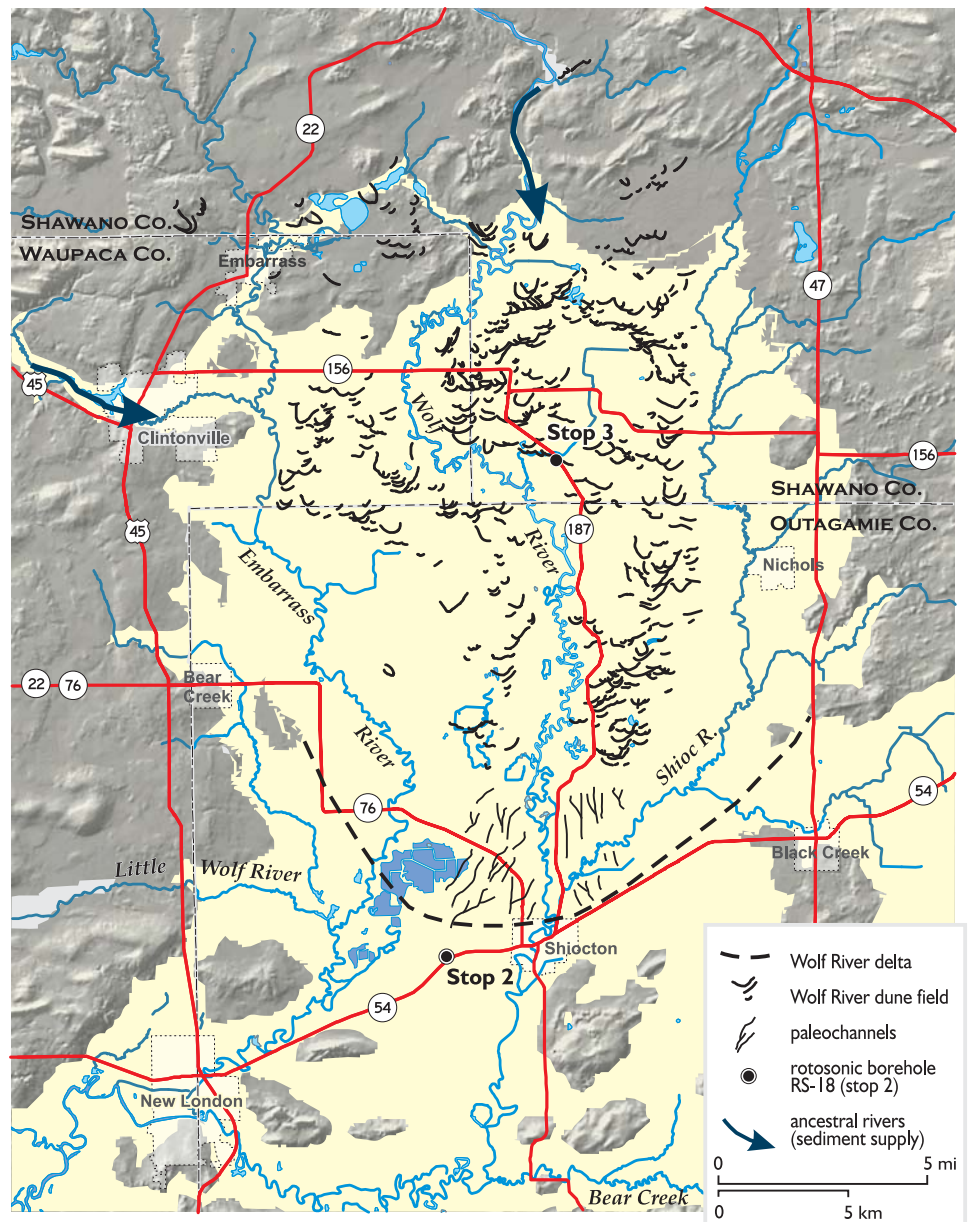 22
SHAWANO CO.
WAUPACA CO.
Embarrass
47
45
156
Wolf
Clintonville
Stop 3
156
SHAWANO CO.
OUTAGAMIE CO.
45
187
River
Embarrass
Nichols
22
76
Bear
Creek
River
Shioc R.
54
76
Black Creek
Little
Wolf River
Shiocton
Stop 2
54
New London
Bear Creek
Wolf River delta
Wolf River dune field
paleochannels
rotosonic borehole
RS-18 (stop 2)
ancestral rivers
(sediment supply)
0
5 mi
0
5 km